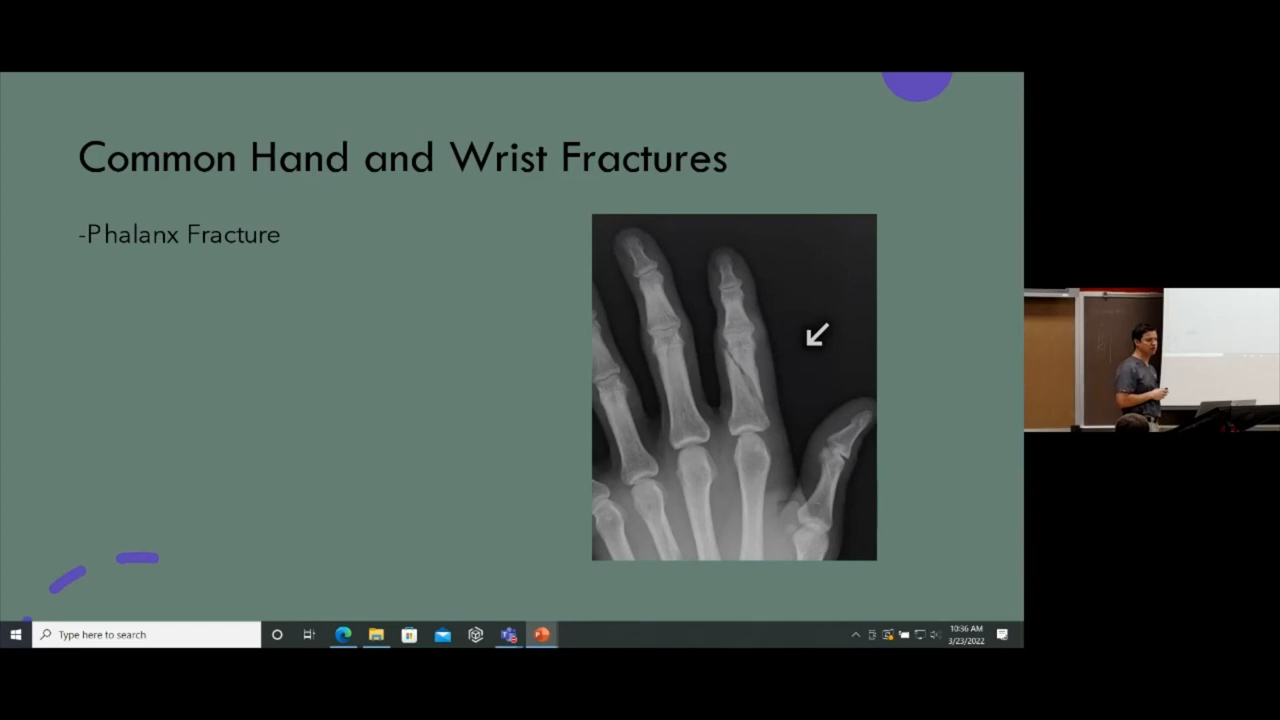 Common Hand and Wrist Fractures
-Phalanx Fracture
Type here to search
10:36 AM
3/23/2022